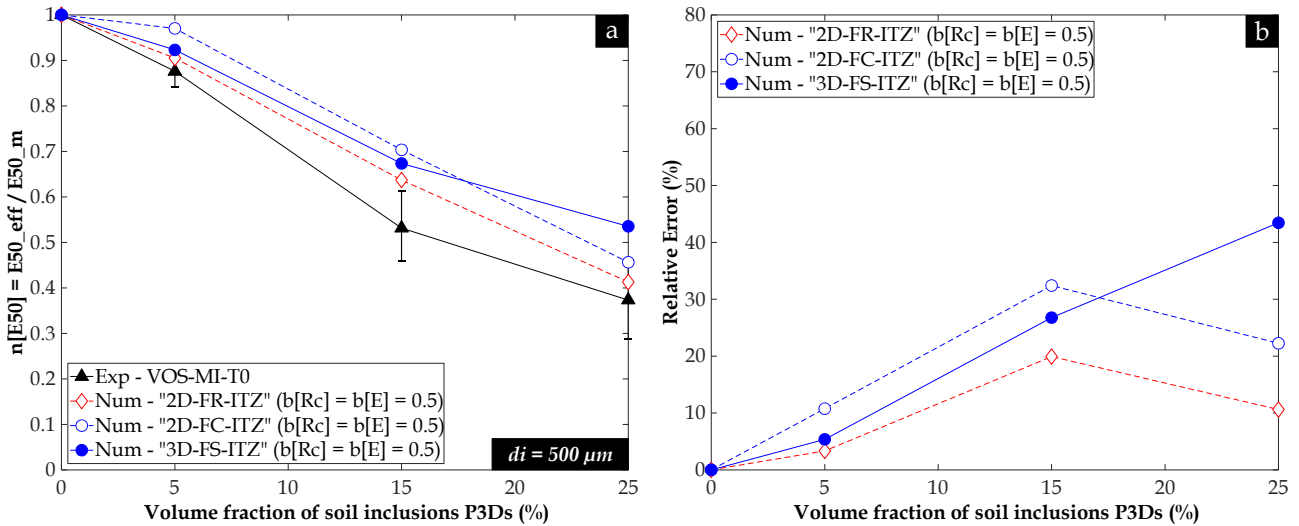 1
0.9
0.8
0.7
0.6
0.5
0.4
0.3
0.2
0.1
0
n[E50] = E50_eff / E50_m
a
Exp - VOS-MI-T0
Num - "2D-FR-ITZ" (b[Rc] = b[E] = 0.5)
Num - "2D-FC-ITZ" (b[Rc] = b[E] = 0.5)
Num - "3D-FS-ITZ" (b[Rc] = b[E] = 0.5)
di = 500 μm
0 5 10 15 20 25
Volume fraction of soil inclusions P3Ds (%)
80
70
60
50
40
30
20
10
0
Relative Error (%)
b
Num - "2D-FR-ITZ" (b[Rc] = b[E] = 0.5)
Num - "2D-FC-ITZ" (b[Rc] = b[E] = 0.5)
Num - "3D-FS-ITZ" (b[Rc] = b[E] = 0.5)
0 5 10 15 20 25
Volume fraction of soil inclusions P3Ds (%)